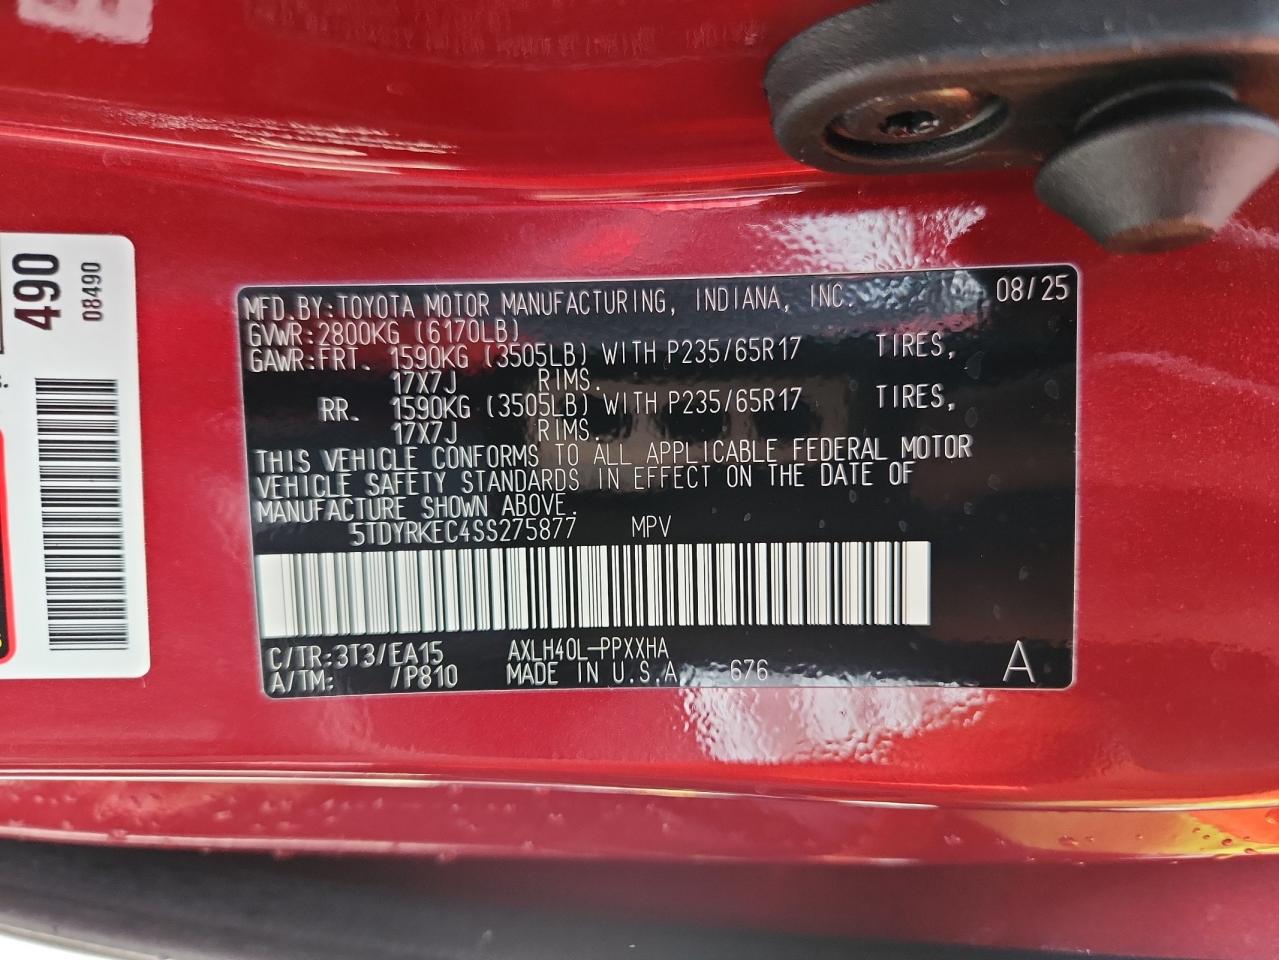 490
08490
MFD.BY:TOYOTA MOTOR MANUFACTURING, INDIANA, INC. 08/25
GVWR:2800KG (6170LB)
GAWR:FRT. 1590KG (3505LB) WITH P235/65R17 TIRES,
17X7J RIMS.
RR. 1590KG (3505LB) WITH P235/65R17 TIRES,
17X7J RIMS.
THIS VEHICLE CONFORMS TO ALL APPLICABLE FEDERAL MOTOR
VEHICLE SAFETY STANDARDS IN EFFECT ON THE DATE OF
MANUFACTURE SHOWN ABOVE.
5TDYRKEC4SS275877 MPV
C/TR:3T3/EA15 AXLH40L-PPXXHA
A/TM: /P810 MADE IN U.S.A 676 A